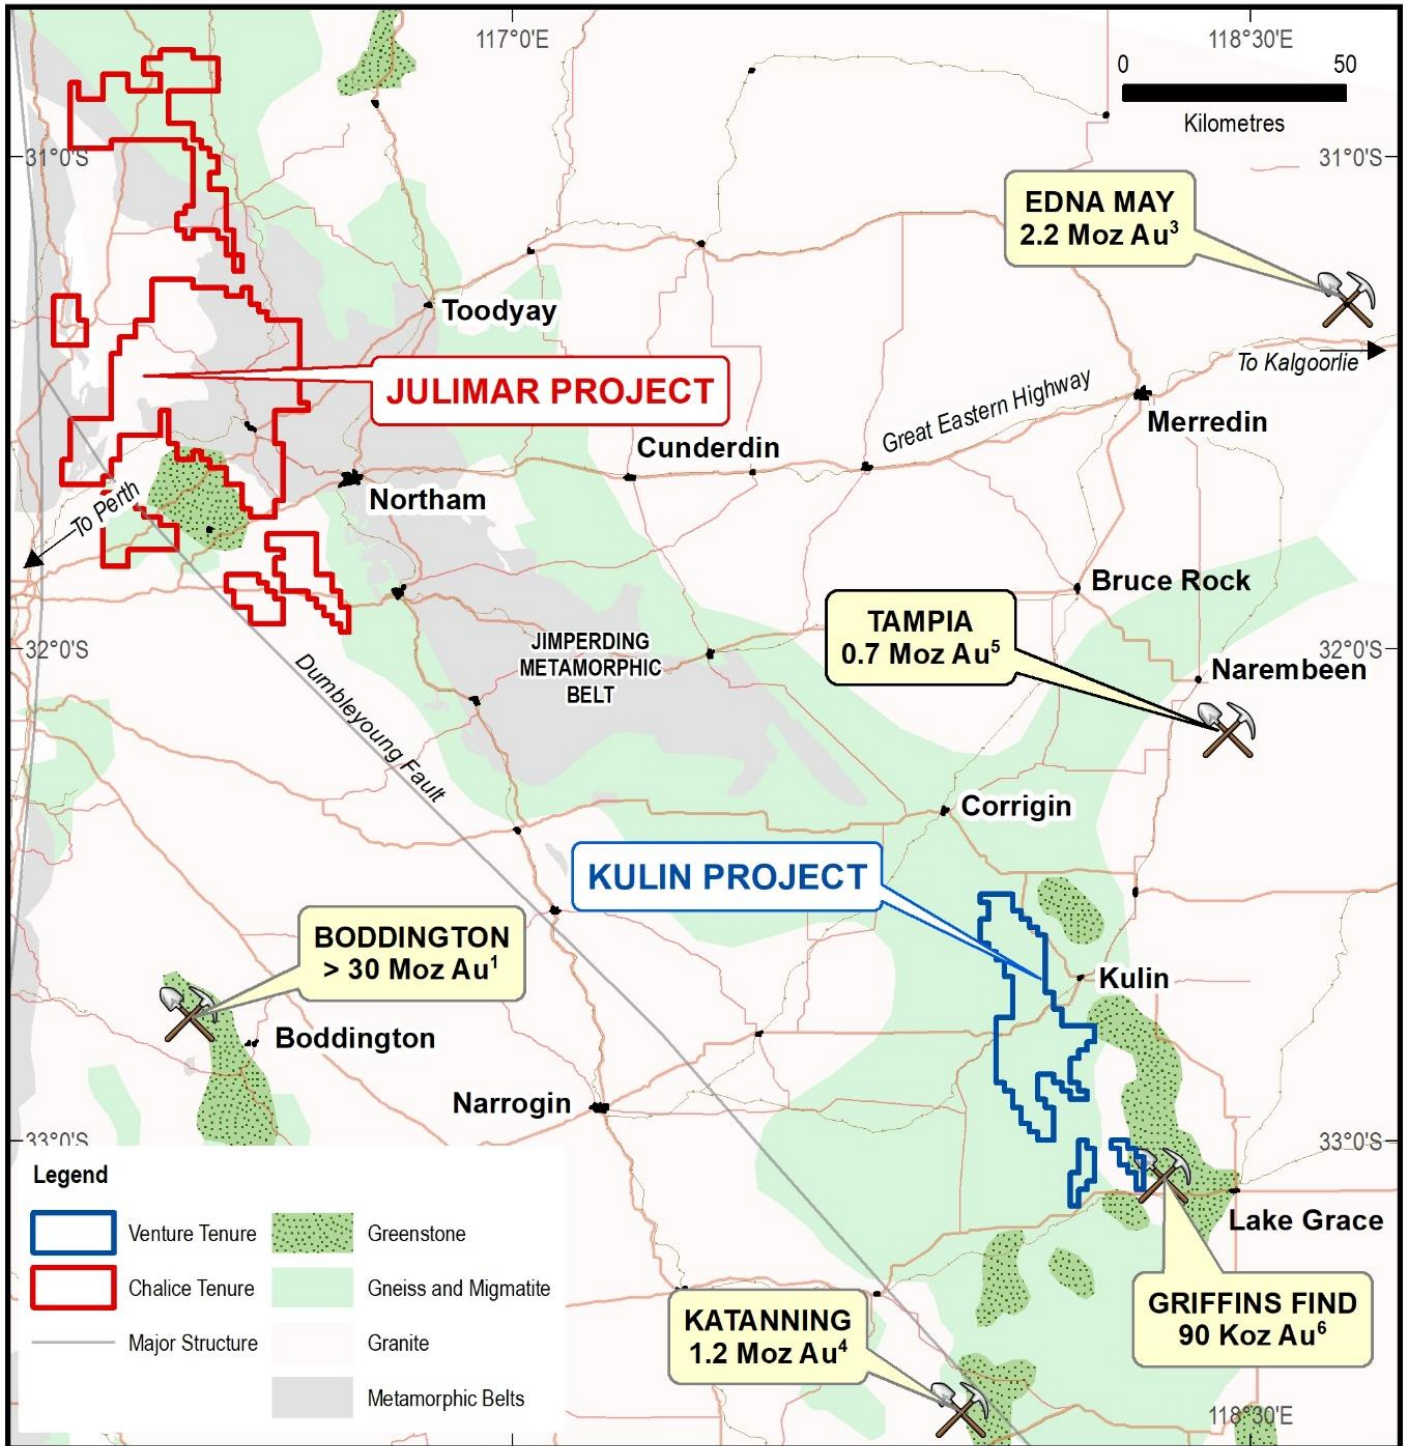 117°0'E
118°30'E
0 50
Kilometres
31°0'S
31°0'S
EDNA MAY
2.2 Moz Au³
Toodyay
To Kalgoorlie
JULIMAR PROJECT
Great Eastern Highway
Merredin
Cunderdin
Northam
To Perth
Bruce Rock
TAMPIA
0.7 Moz Au⁵
JIMPERDING
METAMORPHIC
BELT
32°0'S
32°0'S
Narembeen
Dumbleyoung Fault
Corrigin
KULIN PROJECT
BODDINGTON
> 30 Moz Au¹
Kulin
Boddington
Narrogin
33°0'S
33°0'S
Legend
Venture Tenure
Greenstone
Chalice Tenure
Gneiss and Migmatite
Major Structure
Granite
Metamorphic Belts
Lake Grace
GRIFFINS FIND
90 Koz Au⁶
KATANNING
1.2 Moz Au⁴
118°30'E